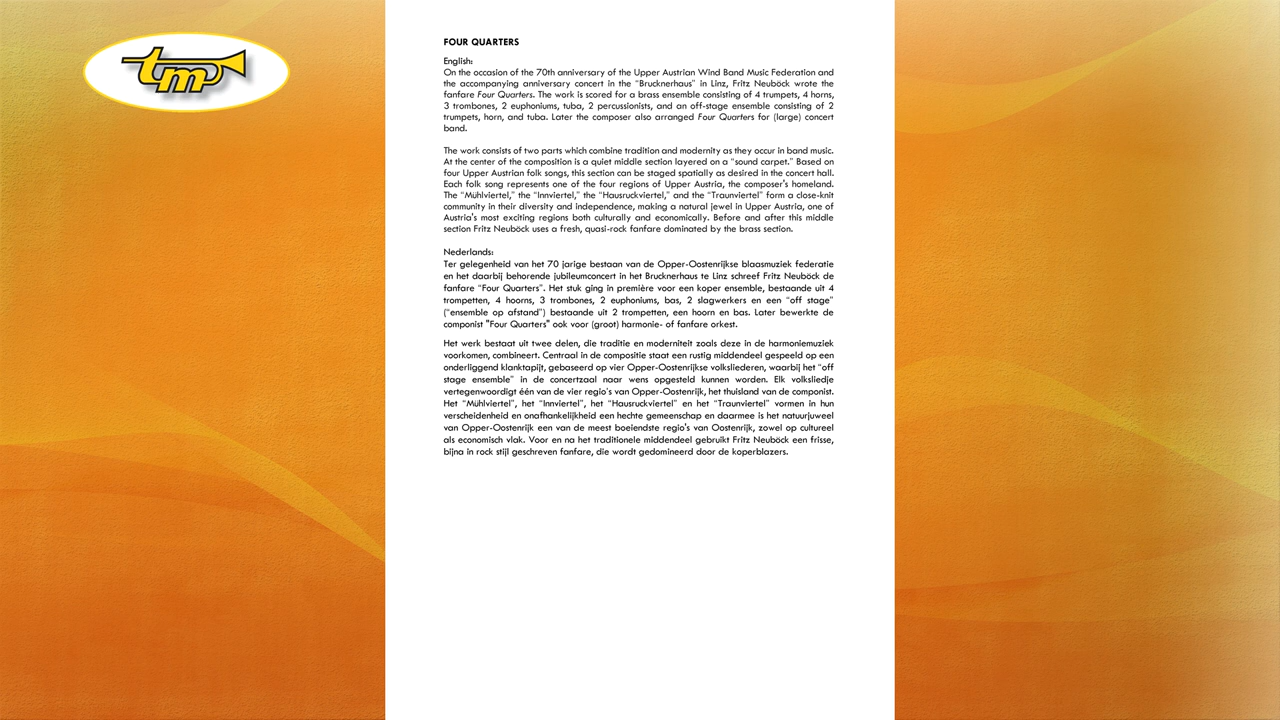 tm
FOUR QUARTERS
English:
On the occasion of the 70th anniversary of the Upper Austrian Wind Band Music Federation and
the accompanying anniversary concert in the “Brucknerhaus” in Linz, Fritz Neuböck wrote the
fanfare Four Quarters. The work is scored for a brass ensemble consisting of 4 trumpets, 4 horns,
3 trombones, 2 euphoniums, tuba, 2 percussionists, and an off-stage ensemble consisting of 2
trumpets, horn, and tuba. Later the composer also arranged Four Quarters for (large) concert
band.
The work consists of two parts which combine tradition and modernity as they occur in band music.
At the center of the composition is a quiet middle section layered on a “sound carpet.” Based on
four Upper Austrian folk songs, this section can be staged spatially as desired in the concert hall.
Each folk song represents one of the four regions of Upper Austria, the composer's homeland.
The “Mühlviertel,” the “Innviertel,” the “Hausruckviertel,” and the “Traunviertel” form a close-knit
community in their diversity and independence, making a natural jewel in Upper Austria, one of
Austria's most exciting regions both culturally and economically. Before and after this middle
section Fritz Neuböck uses a fresh, quasi-rock fanfare dominated by the brass section.
Nederlands:
Ter gelegenheid van het 70 jarige bestaan van de Opper-Oostenrijkse blaasmuziek federatie
en het daarbij behorende jubileumconcert in het Brucknerhaus te Linz schreef Fritz Neuböck de
fanfare “Four Quarters”. Het stuk ging in première voor een koper ensemble, bestaande uit 4
trompetten, 4 hoorns, 3 trombones, 2 euphoniums, bas, 2 slagwerkers en een “off stage”
(“ensemble op afstand”) bestaande uit 2 trompetten, een hoorn en bas. Later bewerkte de
componist "Four Quarters" ook voor (groot) harmonie- of fanfare orkest.
Het werk bestaat uit twee delen, die traditie en moderniteit zoals deze in de harmoniemuziek
voorkomen, combineert. Centraal in de compositie staat een rustig middendeel gespeeld op een
onderliggend klanktapijt, gebaseerd op vier Opper-Oostenrijkse volksliederen, waarbij het “off
stage ensemble” in de concertzaal naar wens opgesteld kunnen worden. Elk volksliedje
vertegenwoordigt één van de vier regio's van Opper-Oostenrijk, het thuisland van de componist.
Het “Mühlviertel”, het “Innviertel”, het “Hausruckviertel” en het “Traunviertel” vormen in hun
verscheidenheid en onafhankelijkheid een hechte gemeenschap en daarmee is het natuurjuweel
van Opper-Oostenrijk een van de meest boeiendste regio's van Oostenrijk, zowel op cultureel
als economisch vlak. Voor en na het traditionele middendeel gebruikt Fritz Neuböck een frisse,
bijna in rock stijl geschreven fanfare, die wordt gedomineerd door de koperblazers.